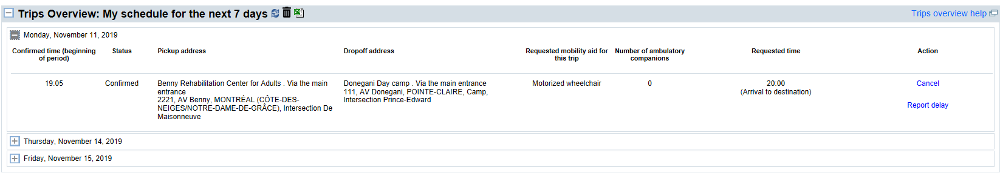 Trips Overview: My schedule for the next 7 days
Trips overview help
Monday, November 11, 2019
Confirmed time (beginning of period)
Status
Pickup address
Dropoff address
Requested mobility aid for this trip
Number of ambulatory companions
Requested time
Action
19:05
Confirmed
Benny Rehabilitation Center for Adults . Via the main
entrance
2221, AV Benny, MONTRÉAL (CÔTE-DES-
NEIGES/NOTRE-DAME-DE-GRÂCE), Intersection De
Maisonneuve
Donegani Day camp . Via the main entrance
111, AV Donegani, POINTE-CLAIRE, Camp,
Intersection Prince-Edward
Motorized wheelchair
0
20:00
(Arrival to destination)
Cancel
Report delay
Thursday, November 14, 2019
Friday, November 15, 2019